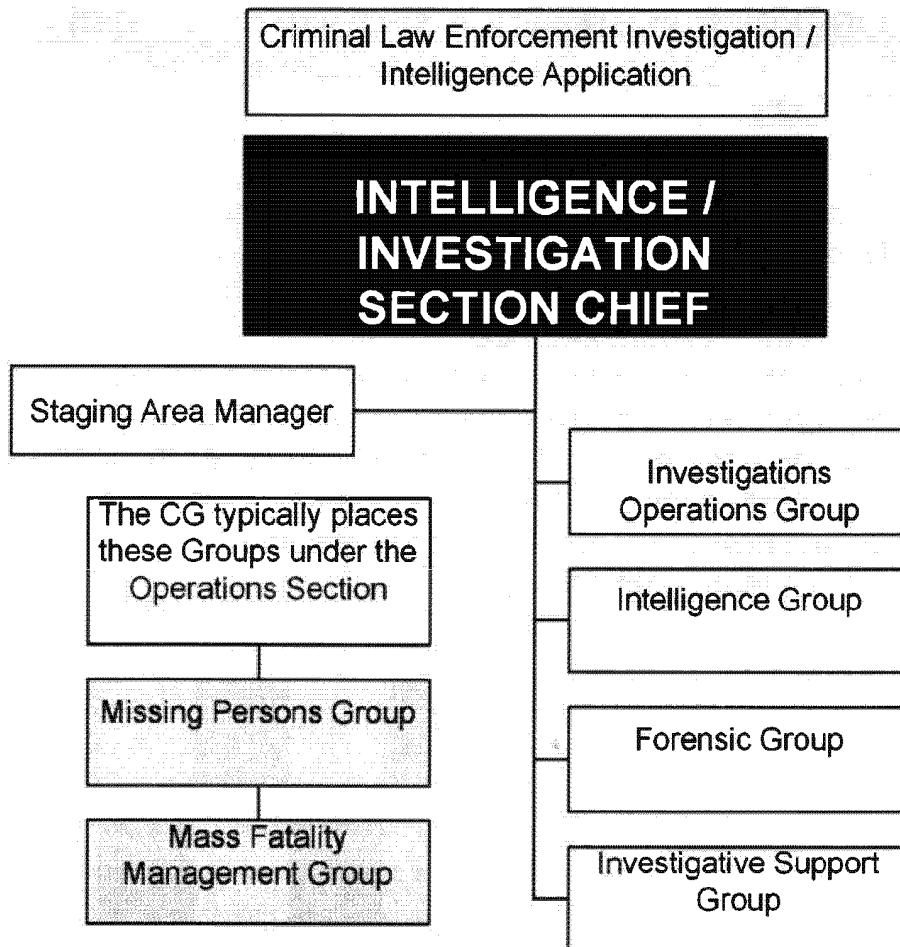 Criminal Law Enforcement Investigation /
Intelligence Application
INTELLIGENCE /
INVESTIGATION
SECTION CHIEF
Staging Area Manager
The CG typically places
these Groups under the
Operations Section
Missing Persons Group
Mass Fatality
Management Group
Investigations
Operations Group
Intelligence Group
Forensic Group
Investigative Support
Group